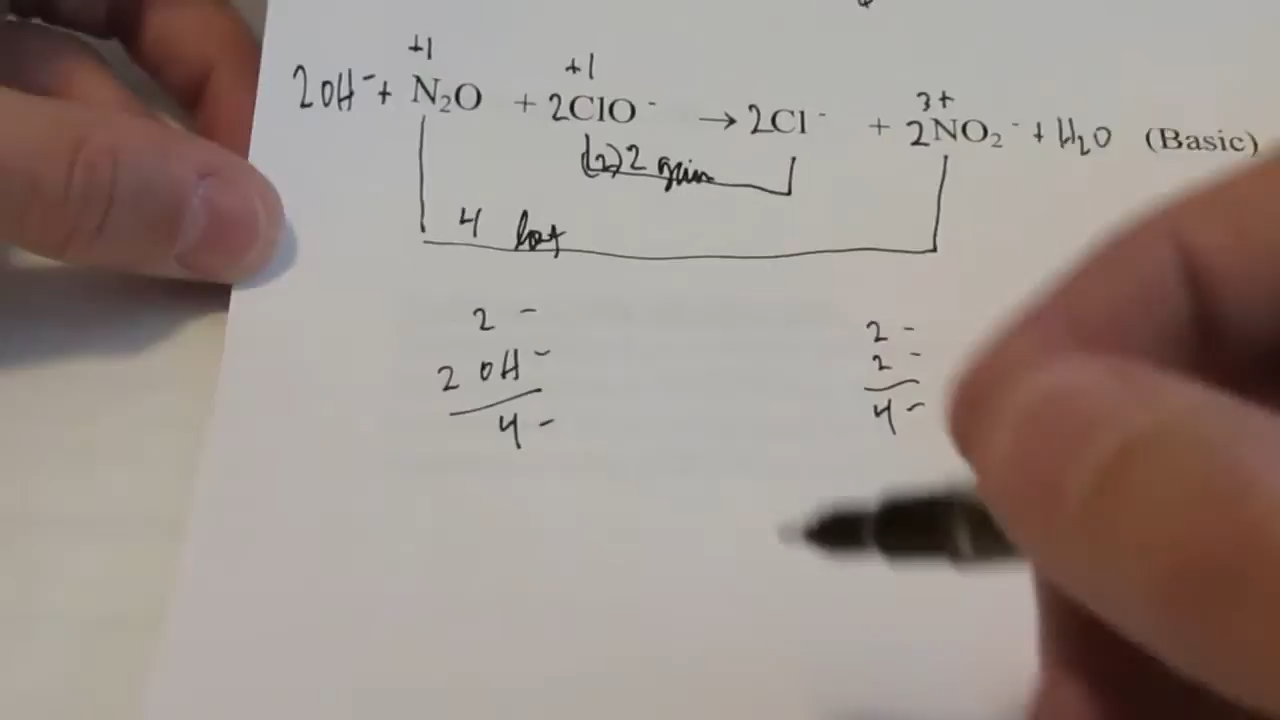 +1 +1 3+
2OH⁻ + N₂O + 2ClO⁻ → 2Cl⁻ + 2NO₂⁻ + H₂O (Basic)
(2) 2 gain
4 lost
2 -
2 OH⁻
4 -
2 -
2 -
4 -